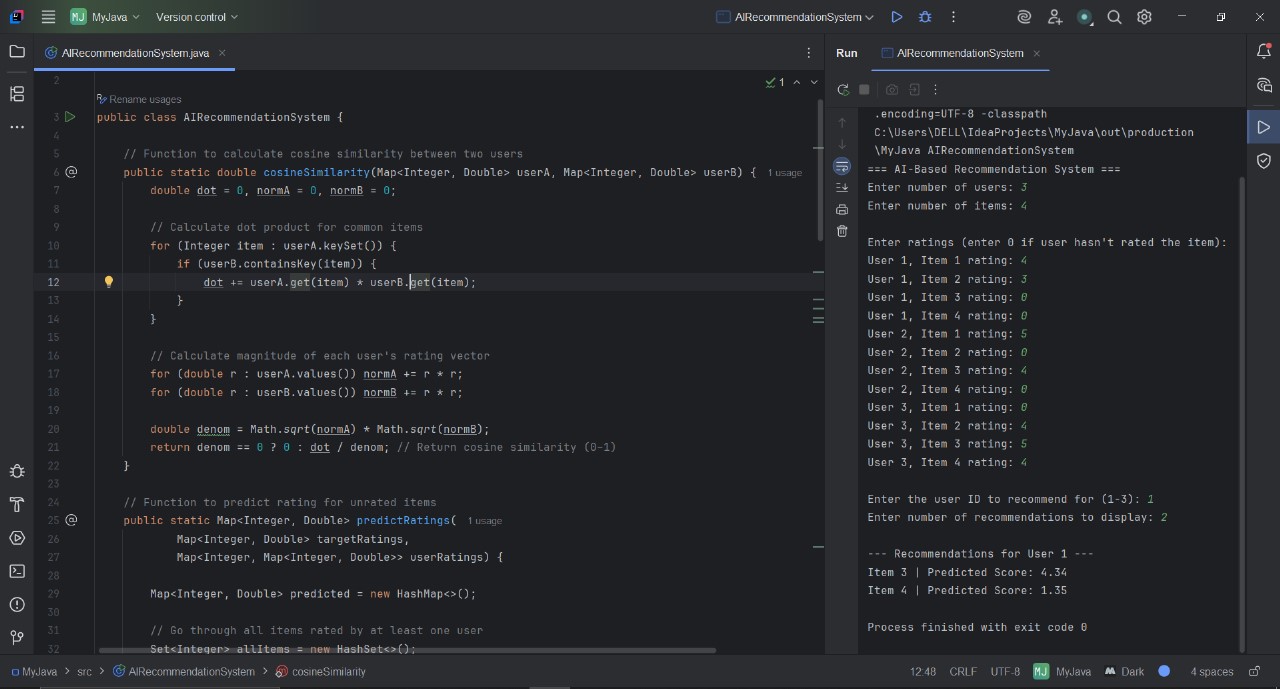 MJ MyJava Version control AIRecommendationSystem
AIRecommendationSystem.java
2
Rename usages
3 public class AIRecommendationSystem {
4
5 // Function to calculate cosine similarity between two users
6 public static double cosineSimilarity(Map<Integer, Double> userA, Map<Integer, Double> userB) { 1 usage
7 double dot = 0, normA = 0, normB = 0;
8
9 // Calculate dot product for common items
10 for (Integer item : userA.keySet()) {
11 if (userB.containsKey(item)) {
12 dot += userA.get(item) * userB.get(item);
13 }
14 }
15
16 // Calculate magnitude of each user's rating vector
17 for (double r : userA.values()) normA += r * r;
18 for (double r : userB.values()) normB += r * r;
19
20 double denom = Math.sqrt(normA) * Math.sqrt(normB);
21 return denom == 0 ? 0 : dot / denom; // Return cosine similarity (0-1)
22 }
23
24 // Function to predict rating for unrated items
25 public static Map<Integer, Double> predictRatings( 1 usage
26 Map<Integer, Double> targetRatings,
27 Map<Integer, Map<Integer, Double>> userRatings) {
28
29 Map<Integer, Double> predicted = new HashMap<>();
30
31 // Go through all items rated by at least one user
32 Set<Integer> allItems = new HashSet<>();
1
Run AIRecommendationSystem
.encoding=UTF-8 -classpath
C:\Users\DELL\IdeaProjects\MyJava\out\production
\MyJava AIRecommendationSystem
=== AI-Based Recommendation System ===
Enter number of users: 3
Enter number of items: 4
Enter ratings (enter 0 if user hasn't rated the item):
User 1, Item 1 rating: 4
User 1, Item 2 rating: 3
User 1, Item 3 rating: 0
User 1, Item 4 rating: 0
User 2, Item 1 rating: 5
User 2, Item 2 rating: 0
User 2, Item 3 rating: 4
User 2, Item 4 rating: 0
User 3, Item 1 rating: 0
User 3, Item 2 rating: 4
User 3, Item 3 rating: 5
User 3, Item 4 rating: 4
Enter the user ID to recommend for (1-3): 1
Enter number of recommendations to display: 2
--- Recommendations for User 1 ---
Item 3 | Predicted Score: 4.34
Item 4 | Predicted Score: 1.35
Process finished with exit code 0
MyJava > src > AIRecommendationSystem > cosineSimilarity 12:48 CRLF UTF-8 MJ MyJava Dark 4 spaces